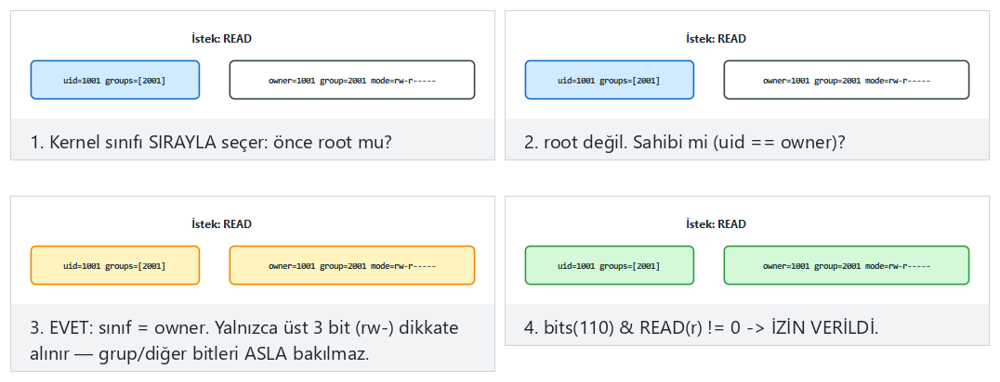 İstek: READ
uid=1001 groups=[2001]
owner=1001 group=2001 mode=rw-r-----
1. Kernel sınıfı SIRAYLA seçer: önce root mu?
İstek: READ
uid=1001 groups=[2001]
owner=1001 group=2001 mode=rw-r-----
2. root değil. Sahibi mi (uid == owner)?
İstek: READ
uid=1001 groups=[2001]
owner=1001 group=2001 mode=rw-r-----
3. EVET: sınıf = owner. Yalnızca üst 3 bit (rw-) dikkate
alınır — grup/diğer bitleri ASLA bakılmaz.
İstek: READ
uid=1001 groups=[2001]
owner=1001 group=2001 mode=rw-r-----
4. bits(110) & READ(r) != 0 -> İZİN VERİLDİ.